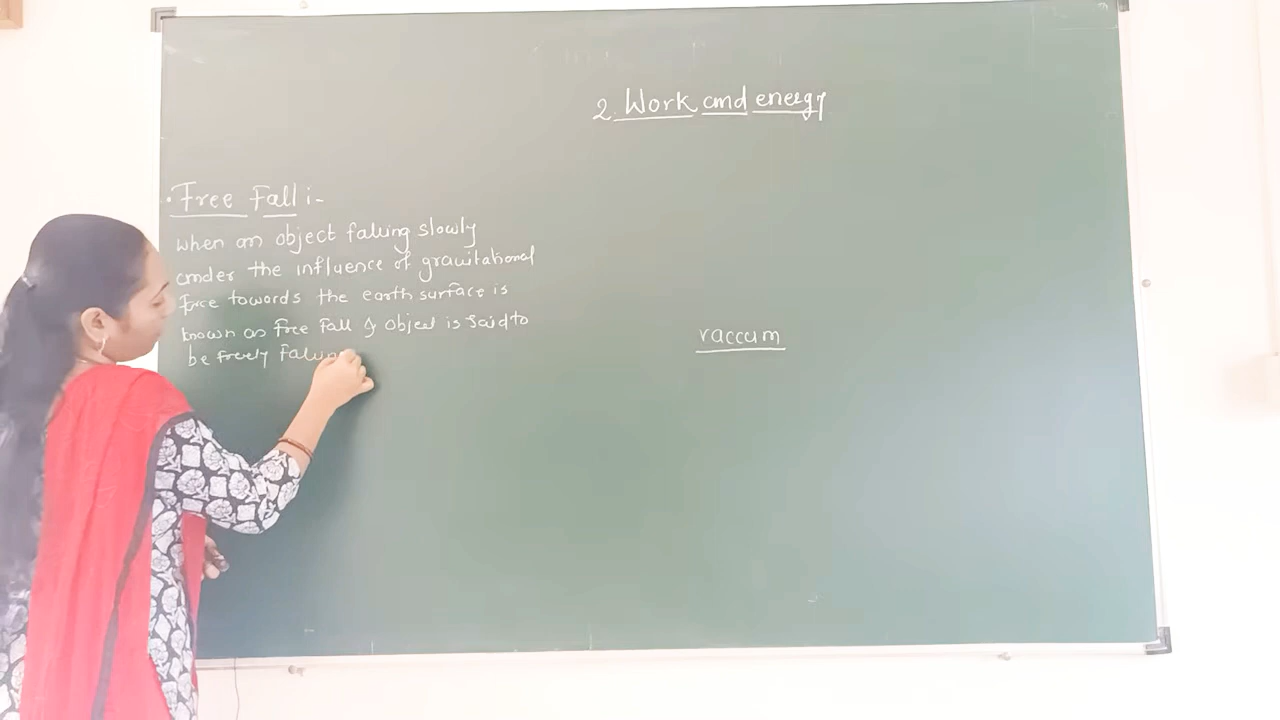 2. Work and energy
• Free Fall :-
when an object falling slowly
under the influence of gravitational
force towards the earth surface is
known as free Fall & Object is said to
be freely Falling
vaccum